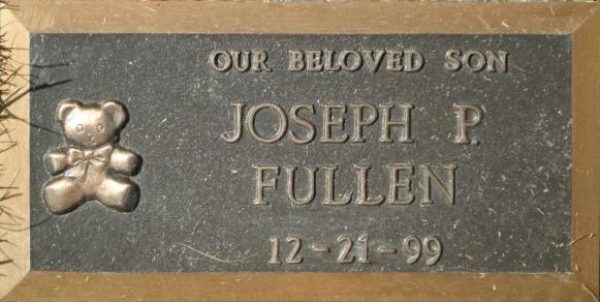 OUR BELOVED SON
JOSEPH P.
FULLEN
12-21-99